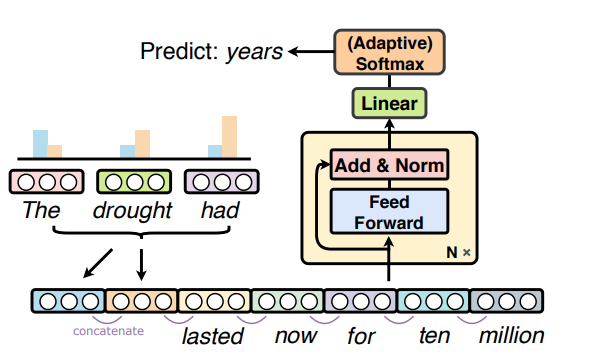 Predict: years
(Adaptive)
Softmax
Linear
Add & Norm
Feed
Forward
N ×
The drought had
concatenate
lasted now for ten million